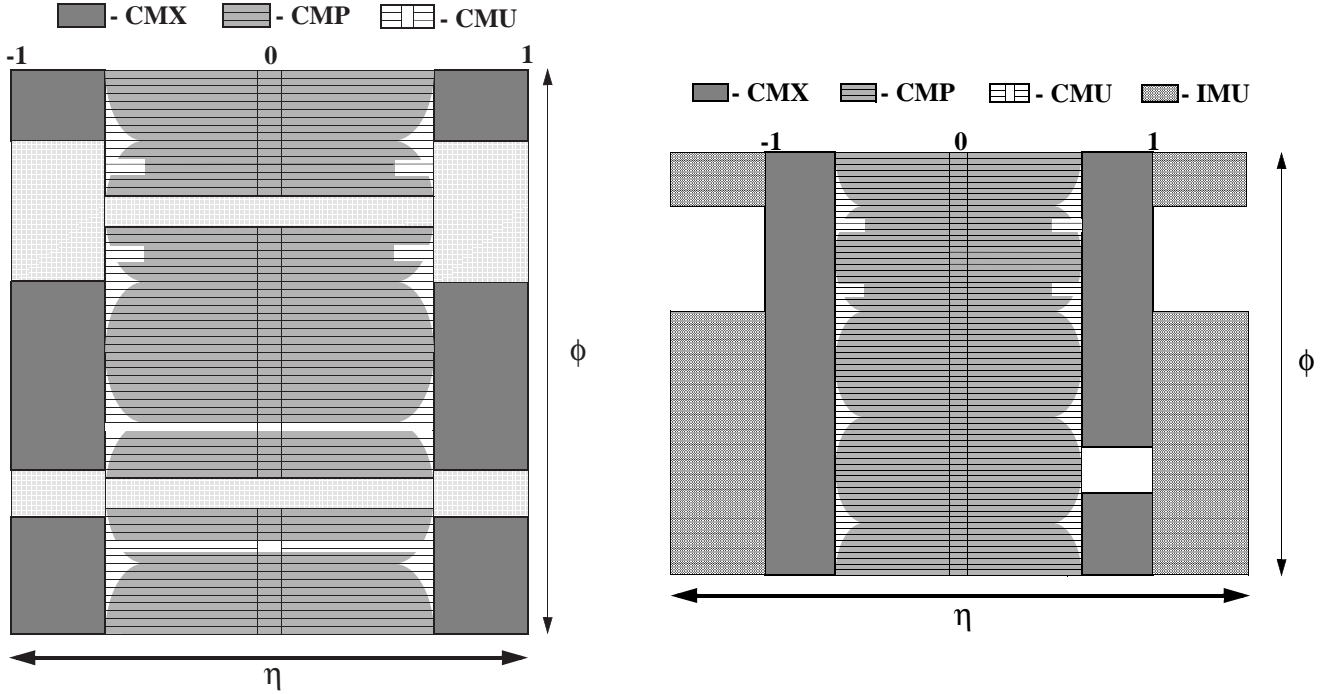 - CMX - CMP - CMU
-1 0 1
ϕ
η
- CMX - CMP - CMU - IMU
-1 0 1
ϕ
η